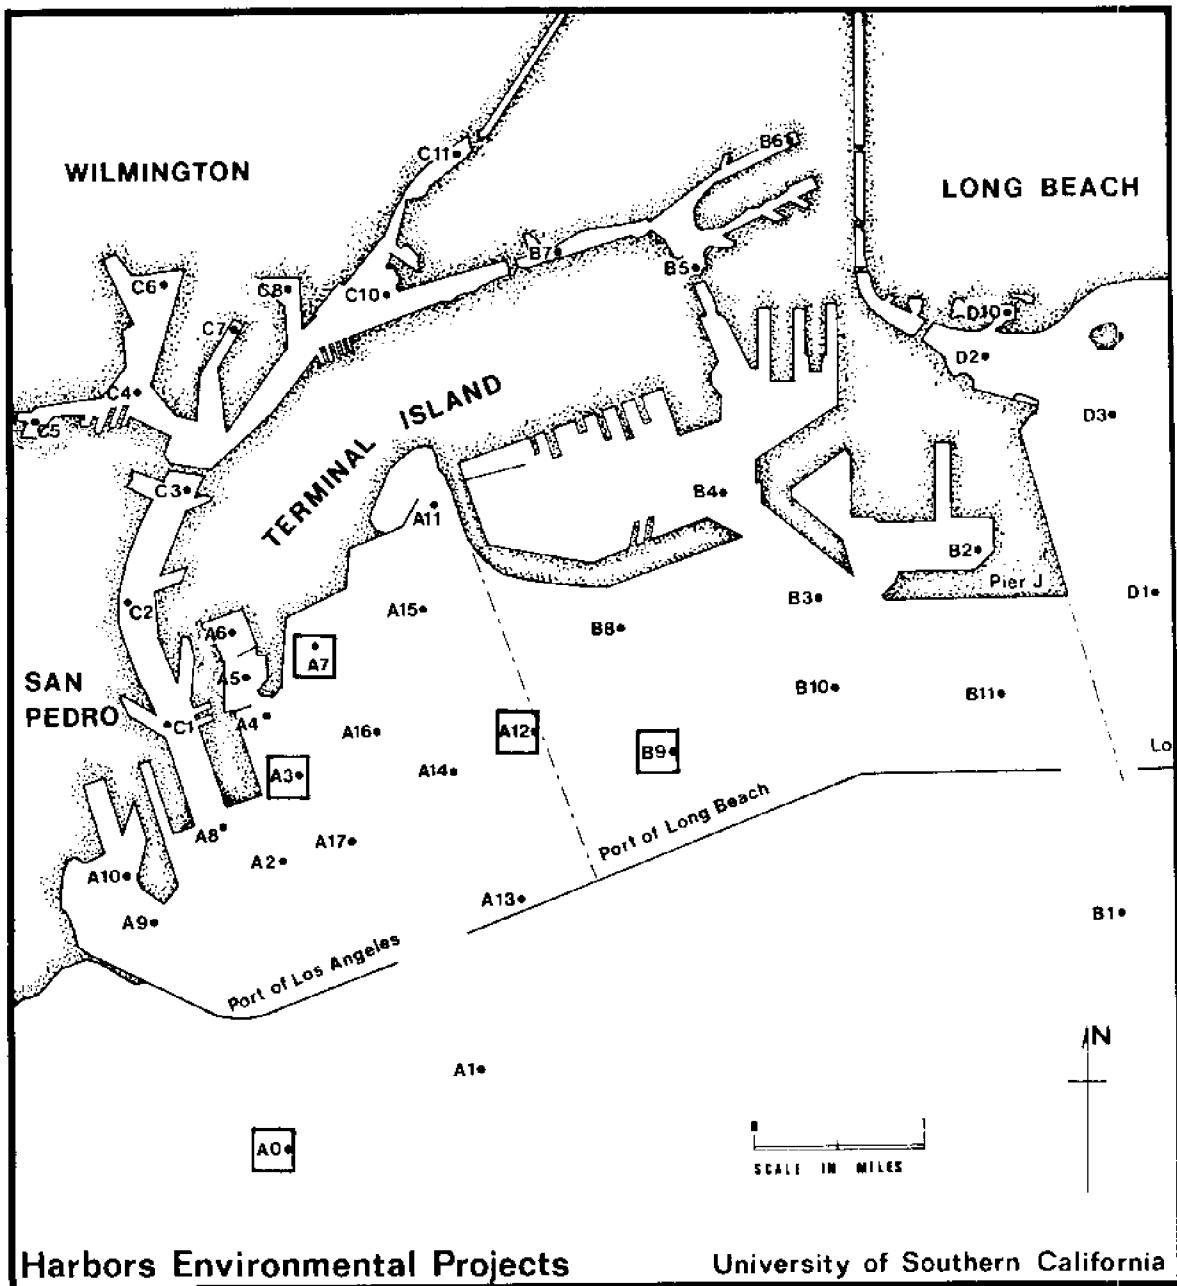 C11
B6
WILMINGTON
LONG BEACH
B7
B5
C6
C8
C10
C7
D10
D2
C4
TERMINAL ISLAND
D3
C5
C3
B4
A11
B2
Pier J
C2
A15
B3
D1
A6
B8
A7
SAN
PEDRO
A5
B10
B11
C1
A4
A16
A12
B9
Lo
A3
A14
Port of Long Beach
A8
A17
A2
A10
A13
A9
B1
Port of Los Angeles
N
A1
A0
SCALE IN MILES
Harbors Environmental Projects
University of Southern California